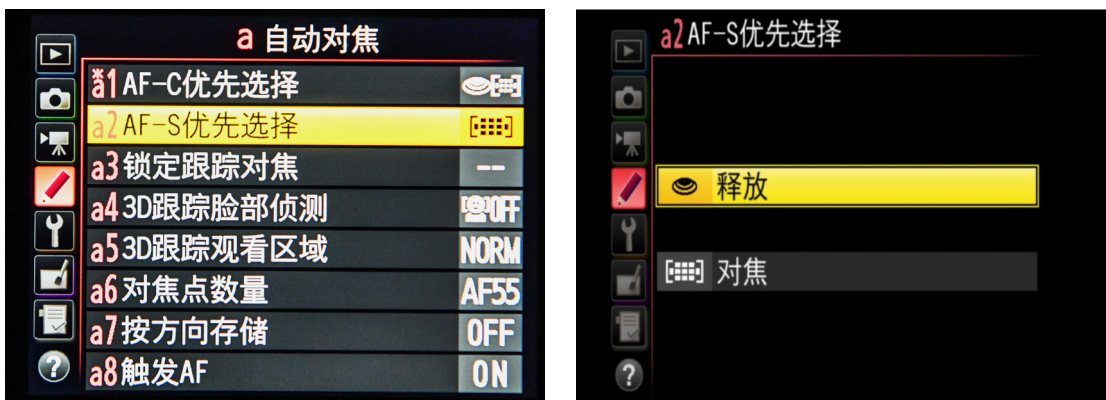 a 自动对焦
a1 AF-C优先选择
a2 AF-S优先选择
a3 锁定跟踪对焦 --
a4 3D跟踪脸部侦测 OFF
a5 3D跟踪观看区域 NORM
a6 对焦点数量 AF55
a7 按方向存储 OFF
a8 触发AF ON
?
a2 AF-S优先选择
释放
对焦
?